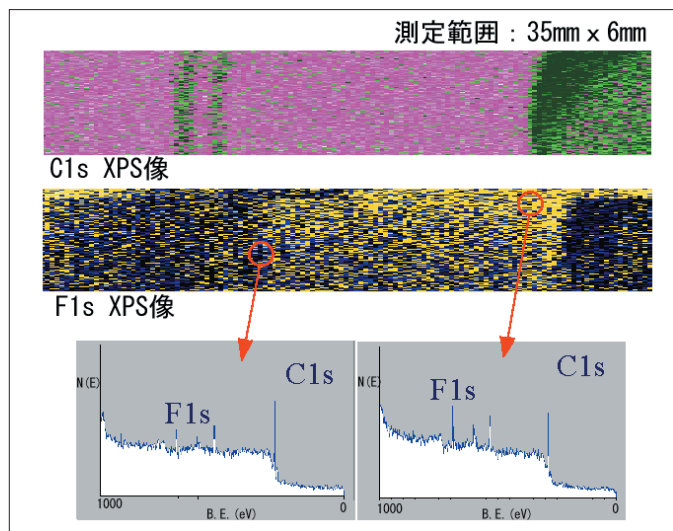 測定範囲：35mm x 6mm
C1s XPS像
F1s XPS像
N(E)
F1s
C1s
1000
B.E. (eV)
0
N(E)
F1s
C1s
1000
B.E. (eV)
0